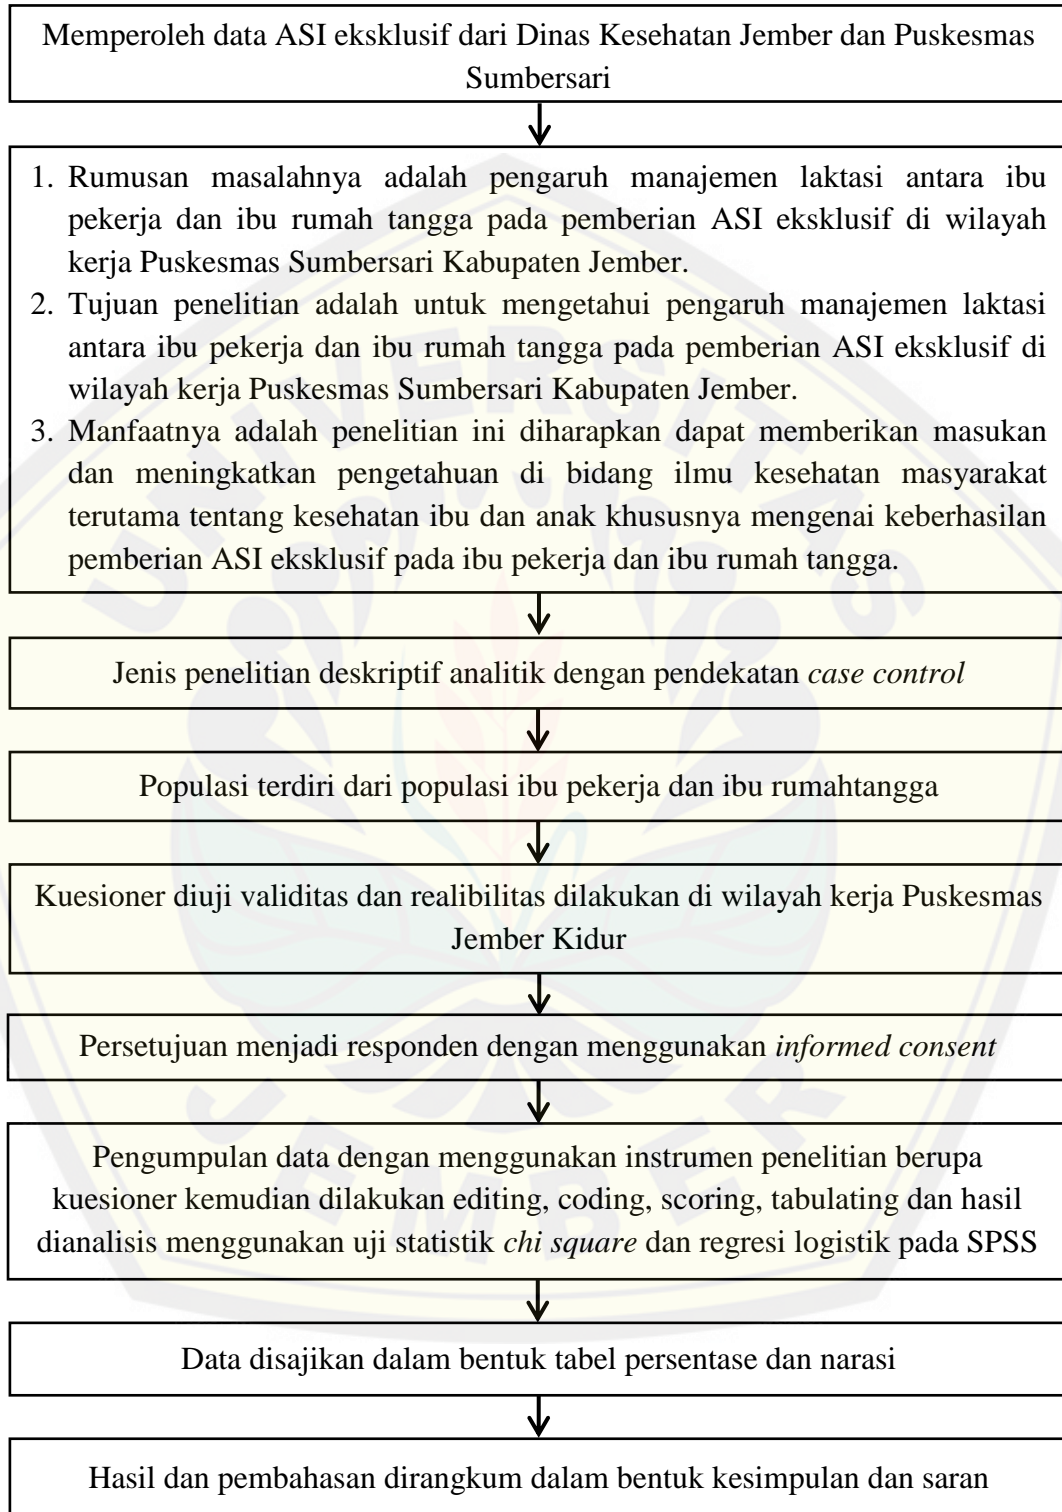 Memperoleh data ASI eksklusif dari Dinas Kesehatan Jember dan Puskesmas
Sumbersari
1. Rumusan masalahnya adalah pengaruh manajemen laktasi antara ibu
pekerja dan ibu rumah tangga pada pemberian ASI eksklusif di wilayah
kerja Puskesmas Sumbersari Kabupaten Jember.
2. Tujuan penelitian adalah untuk mengetahui pengaruh manajemen laktasi
antara ibu pekerja dan ibu rumah tangga pada pemberian ASI eksklusif di
wilayah kerja Puskesmas Sumbersari Kabupaten Jember.
3. Manfaatnya adalah penelitian ini diharapkan dapat memberikan masukan
dan meningkatkan pengetahuan di bidang ilmu kesehatan masyarakat
terutama tentang kesehatan ibu dan anak khususnya mengenai keberhasilan
pemberian ASI eksklusif pada ibu pekerja dan ibu rumah tangga.
Jenis penelitian deskriptif analitik dengan pendekatan case control
Populasi terdiri dari populasi ibu pekerja dan ibu rumahtangga
Kuesioner diuji validitas dan realibilitas dilakukan di wilayah kerja Puskesmas
Jember Kidur
Persetujuan menjadi responden dengan menggunakan informed consent
Pengumpulan data dengan menggunakan instrumen penelitian berupa
kuesioner kemudian dilakukan editing, coding, scoring, tabulating dan hasil
dianalisis menggunakan uji statistik chi square dan regresi logistik pada SPSS
Data disajikan dalam bentuk tabel persentase dan narasi
Hasil dan pembahasan dirangkum dalam bentuk kesimpulan dan saran
UNIVERSITAS
JEMBER